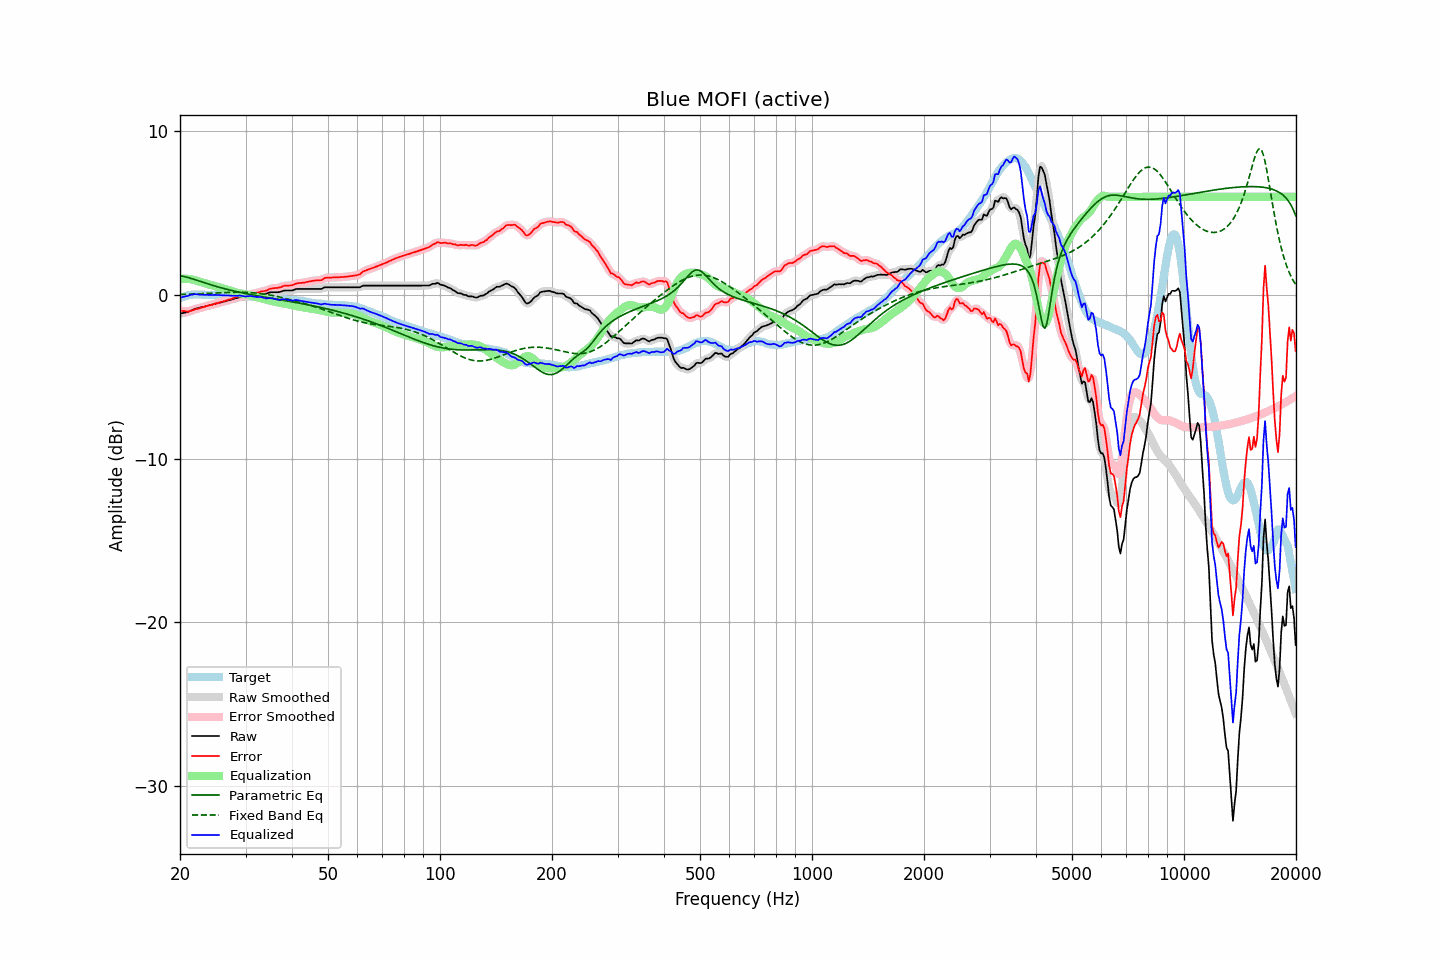 Blue MOFI (active)
10
0
−10
−20
−30
Amplitude (dBr)
Target
Raw Smoothed
Error Smoothed
Raw
Error
Equalization
Parametric Eq
Fixed Band Eq
Equalized
20 50 100 200 500 1000 2000 5000 10000 20000
Frequency (Hz)